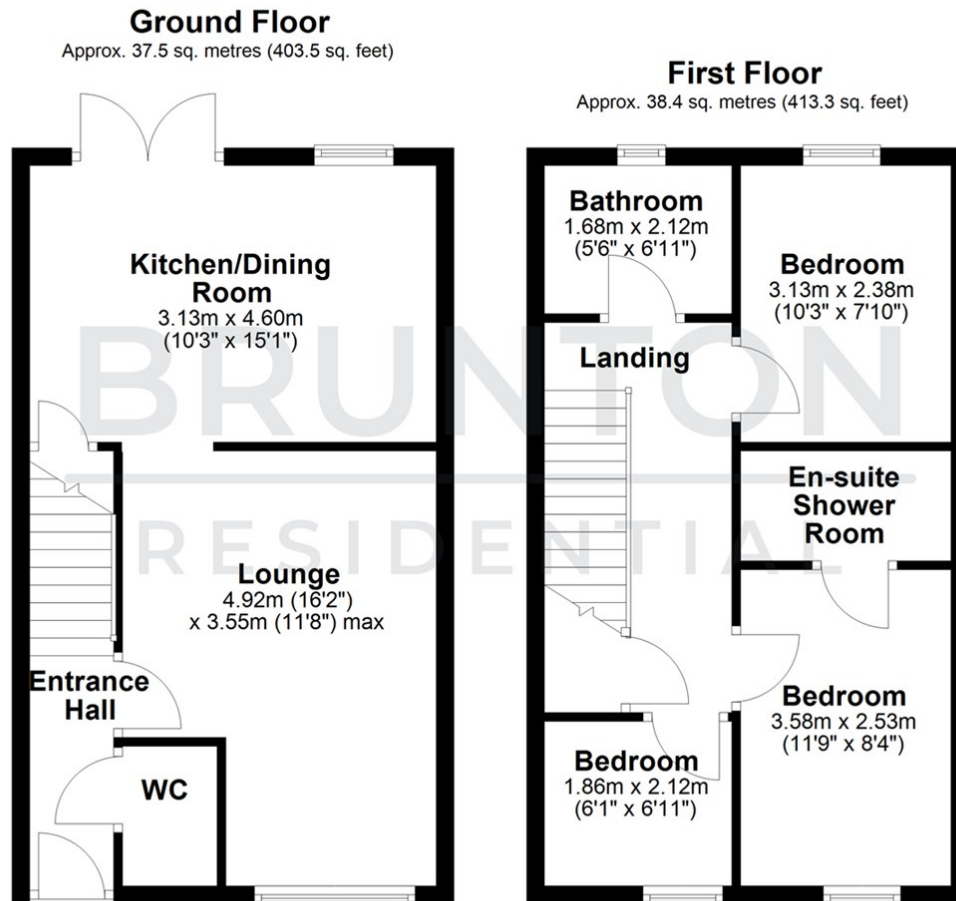 Ground Floor
Approx. 37.5 sq. metres (403.5 sq. feet)
Kitchen/Dining
Room
3.13m x 4.60m
(10'3" x 15'1")
Lounge
4.92m (16'2")
x 3.55m (11'8") max
Entrance
Hall
WC
First Floor
Approx. 38.4 sq. metres (413.3 sq. feet)
Bathroom
1.68m x 2.12m
(5'6" x 6'11")
Bedroom
3.13m x 2.38m
(10'3" x 7'10")
Landing
En-suite
Shower
Room
Bedroom
3.58m x 2.53m
(11'9" x 8'4")
Bedroom
1.86m x 2.12m
(6'1" x 6'11")
BRUNTON
RESIDENTIAL